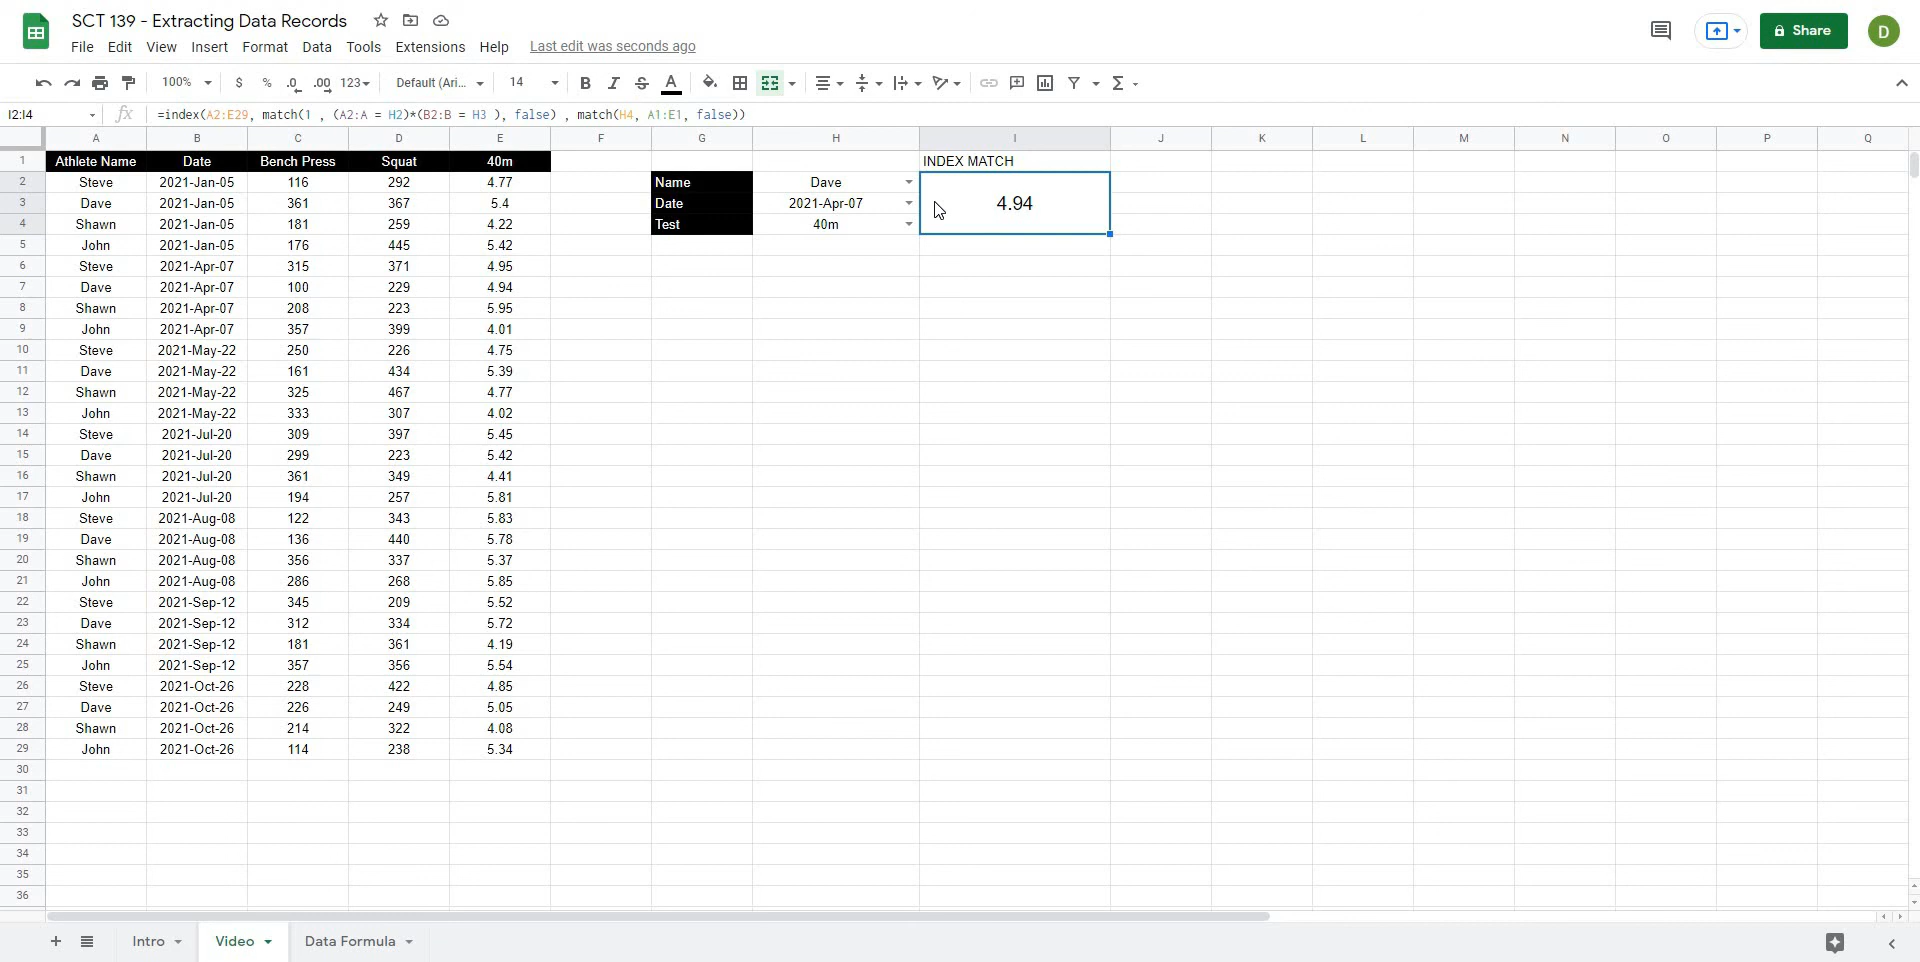 SCT 139 - Extracting Data Records
File Edit View Insert Format Data Tools Extensions Help Last edit was seconds ago
Share
D
100% $ % .0 .00 123 Default (Ari... 14 B I S A Σ
I2:I4 fx =index(A2:E29, match(1 , (A2:A = H2)*(B2:B = H3 ), false) , match(H4, A1:E1, false))
A B C D E F G H I J K L M N O P Q
1 Athlete Name Date Bench Press Squat 40m INDEX MATCH
2 Steve 2021-Jan-05 116 292 4.77 Name Dave
3 Dave 2021-Jan-05 361 367 5.4 Date 2021-Apr-07 4.94
4 Shawn 2021-Jan-05 181 259 4.22 Test 40m
5 John 2021-Jan-05 176 445 5.42
6 Steve 2021-Apr-07 315 371 4.95
7 Dave 2021-Apr-07 100 229 4.94
8 Shawn 2021-Apr-07 208 223 5.95
9 John 2021-Apr-07 357 399 4.01
10 Steve 2021-May-22 250 226 4.75
11 Dave 2021-May-22 161 434 5.39
12 Shawn 2021-May-22 325 467 4.77
13 John 2021-May-22 333 307 4.02
14 Steve 2021-Jul-20 309 397 5.45
15 Dave 2021-Jul-20 299 223 5.42
16 Shawn 2021-Jul-20 361 349 4.41
17 John 2021-Jul-20 194 257 5.81
18 Steve 2021-Aug-08 122 343 5.83
19 Dave 2021-Aug-08 136 440 5.78
20 Shawn 2021-Aug-08 356 337 5.37
21 John 2021-Aug-08 286 268 5.85
22 Steve 2021-Sep-12 345 209 5.52
23 Dave 2021-Sep-12 312 334 5.72
24 Shawn 2021-Sep-12 181 361 4.19
25 John 2021-Sep-12 357 356 5.54
26 Steve 2021-Oct-26 228 422 4.85
27 Dave 2021-Oct-26 226 249 5.05
28 Shawn 2021-Oct-26 214 322 4.08
29 John 2021-Oct-26 114 238 5.34
30
31
32
33
34
35
36
Intro Video Data Formula